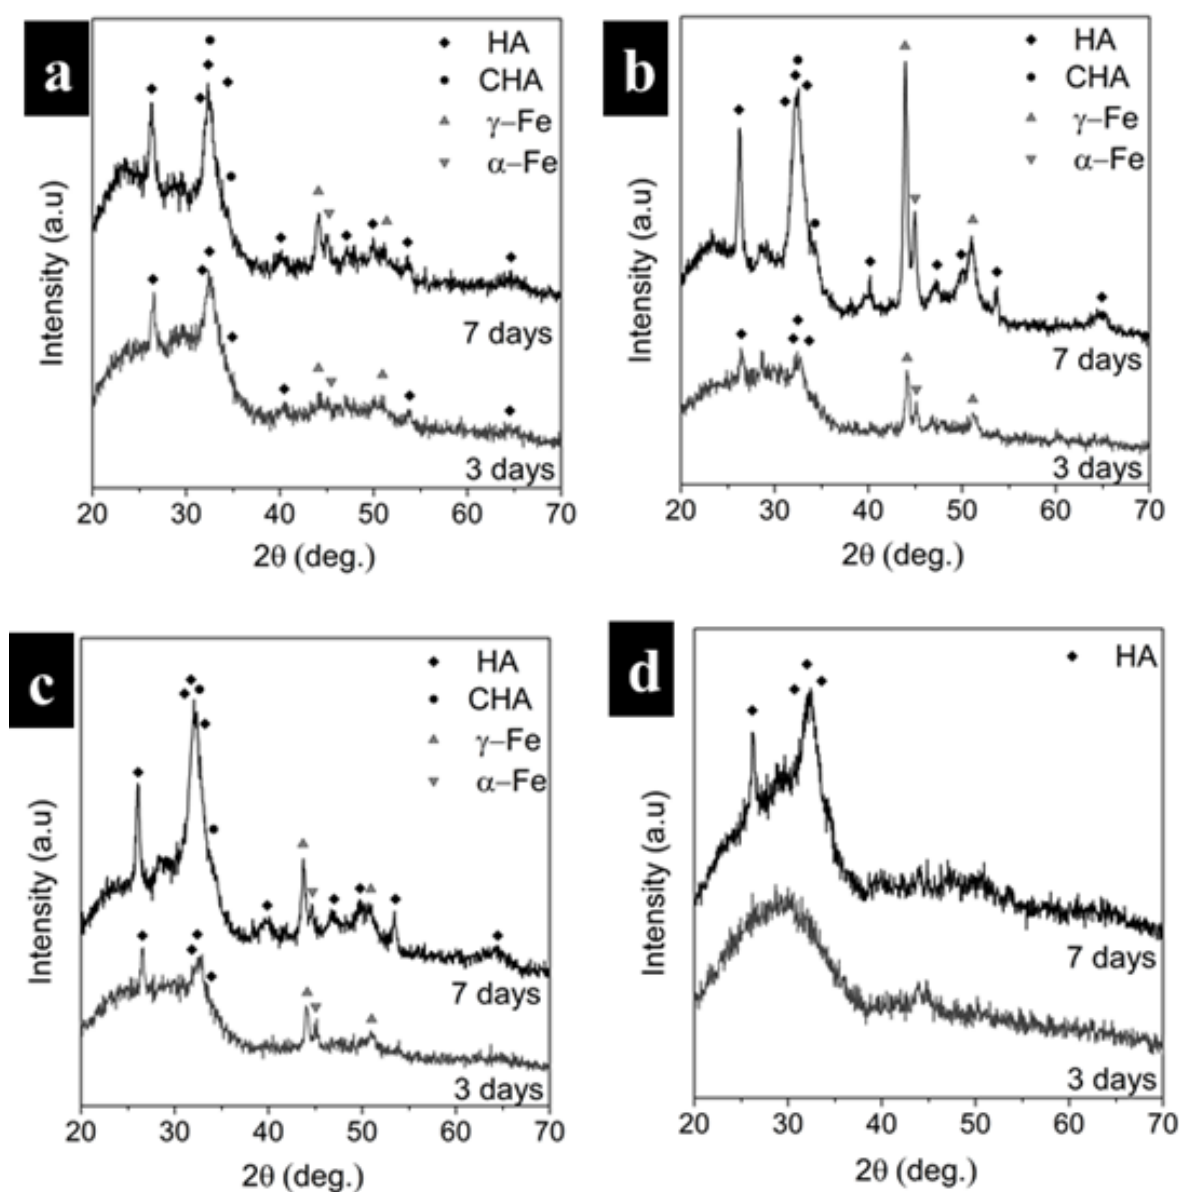 a
HA
CHA
γ–Fe
α–Fe
Intensity (a.u)
7 days
3 days
20 30 40 50 60 70
2θ (deg.)
b
HA
CHA
γ–Fe
α–Fe
Intensity (a.u)
7 days
3 days
20 30 40 50 60 70
2θ (deg.)
c
HA
CHA
γ–Fe
α–Fe
Intensity (a.u)
7 days
3 days
20 30 40 50 60 70
2θ (deg.)
d
HA
Intensity (a.u)
7 days
3 days
20 30 40 50 60 70
2θ (deg.)